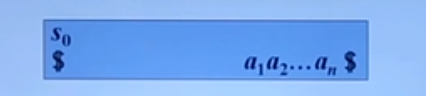 s₀
$ a₁a₂...aₙ $